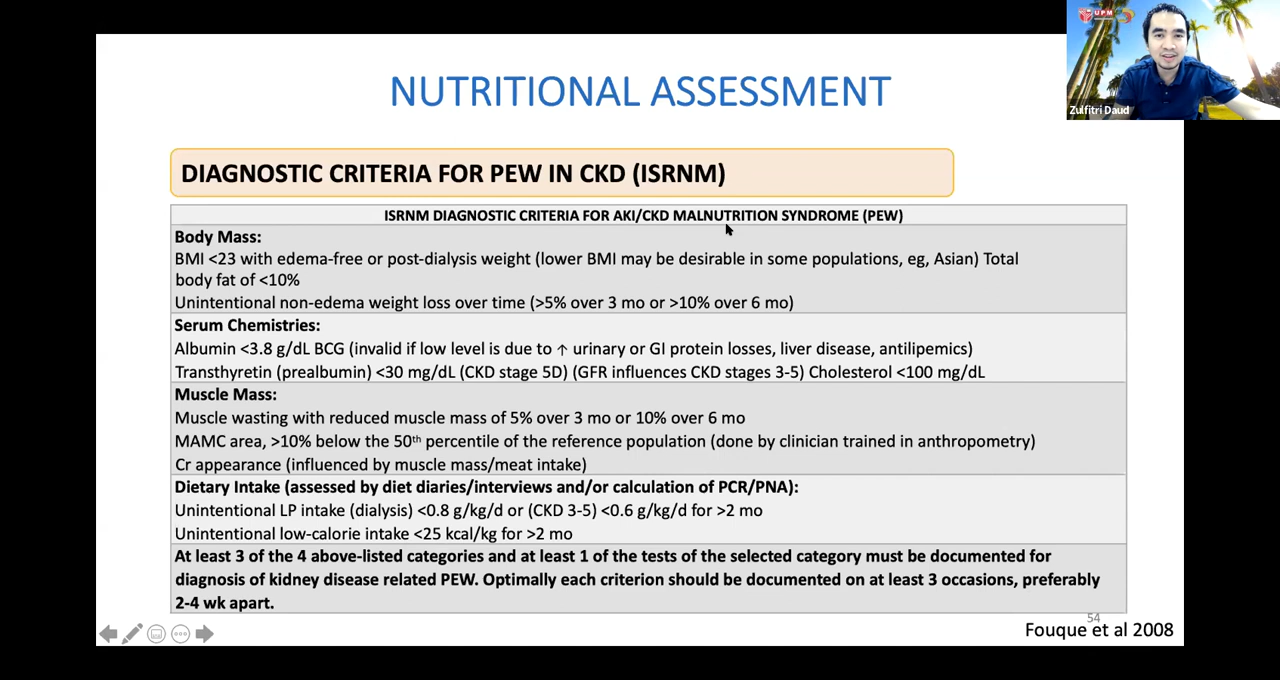 UPM
Zulfitri Daud
NUTRITIONAL ASSESSMENT
DIAGNOSTIC CRITERIA FOR PEW IN CKD (ISRNM)
ISRNM DIAGNOSTIC CRITERIA FOR AKI/CKD MALNUTRITION SYNDROME (PEW)
Body Mass:
BMI <23 with edema-free or post-dialysis weight (lower BMI may be desirable in some populations, eg, Asian) Total
body fat of <10%
Unintentional non-edema weight loss over time (>5% over 3 mo or >10% over 6 mo)
Serum Chemistries:
Albumin <3.8 g/dL BCG (invalid if low level is due to ↑ urinary or GI protein losses, liver disease, antilipemics)
Transthyretin (prealbumin) <30 mg/dL (CKD stage 5D) (GFR influences CKD stages 3-5) Cholesterol <100 mg/dL
Muscle Mass:
Muscle wasting with reduced muscle mass of 5% over 3 mo or 10% over 6 mo
MAMC area, >10% below the 50th percentile of the reference population (done by clinician trained in anthropometry)
Cr appearance (influenced by muscle mass/meat intake)
Dietary Intake (assessed by diet diaries/interviews and/or calculation of PCR/PNA):
Unintentional LP intake (dialysis) <0.8 g/kg/d or (CKD 3-5) <0.6 g/kg/d for >2 mo
Unintentional low-calorie intake <25 kcal/kg for >2 mo
At least 3 of the 4 above-listed categories and at least 1 of the tests of the selected category must be documented for
diagnosis of kidney disease related PEW. Optimally each criterion should be documented on at least 3 occasions, preferably
2-4 wk apart.
54
Fouque et al 2008